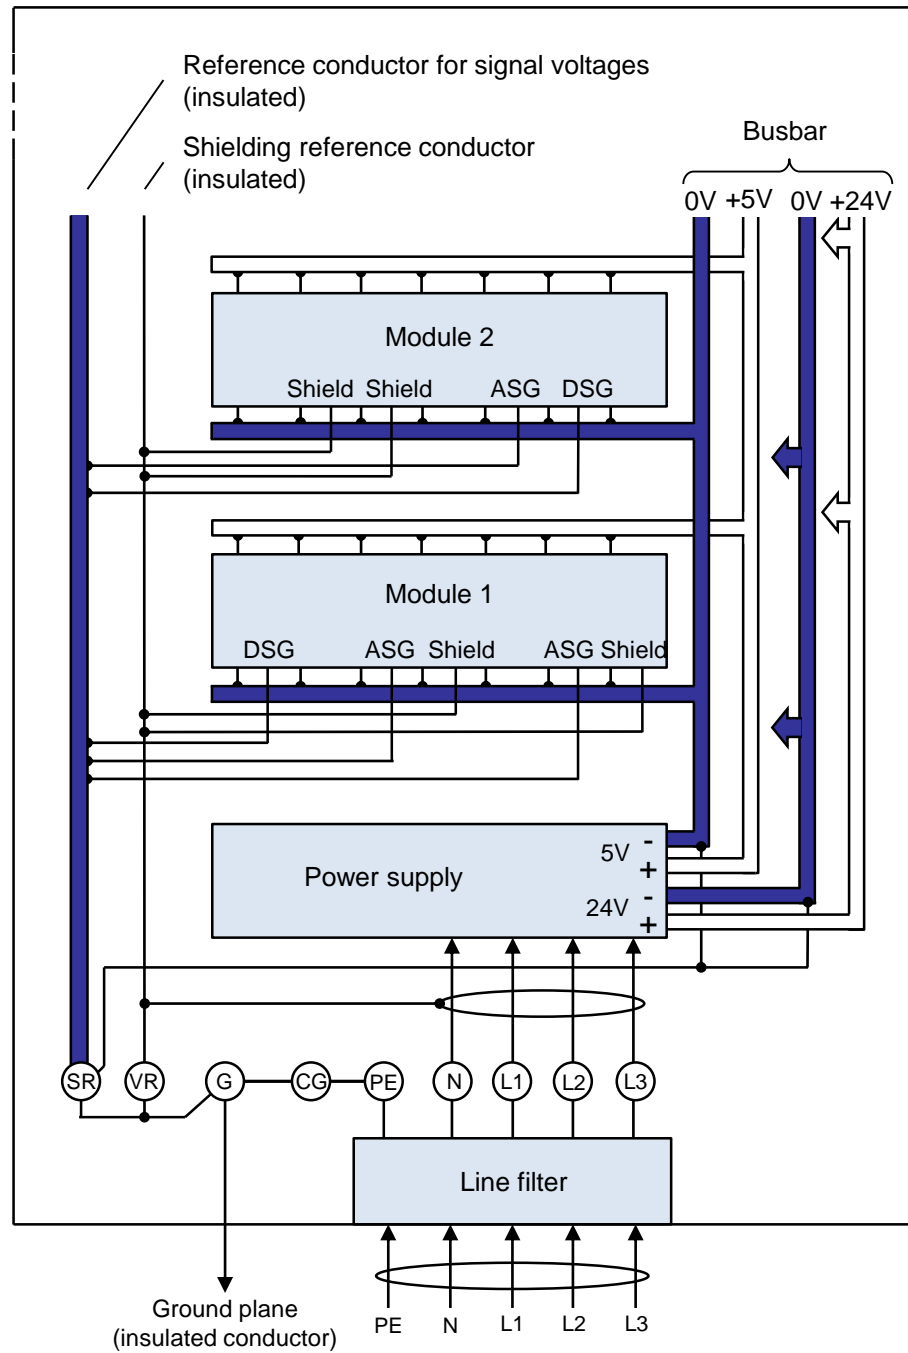 Reference conductor for signal voltages
(insulated)
Shielding reference conductor
(insulated)
Busbar
0V +5V 0V +24V
Module 2
Shield Shield ASG DSG
Module 1
DSG ASG Shield ASG Shield
Power supply
5V - +
24V - +
SR VR G CG PE N L1 L2 L3
Line filter
Ground plane
(insulated conductor)
PE N L1 L2 L3